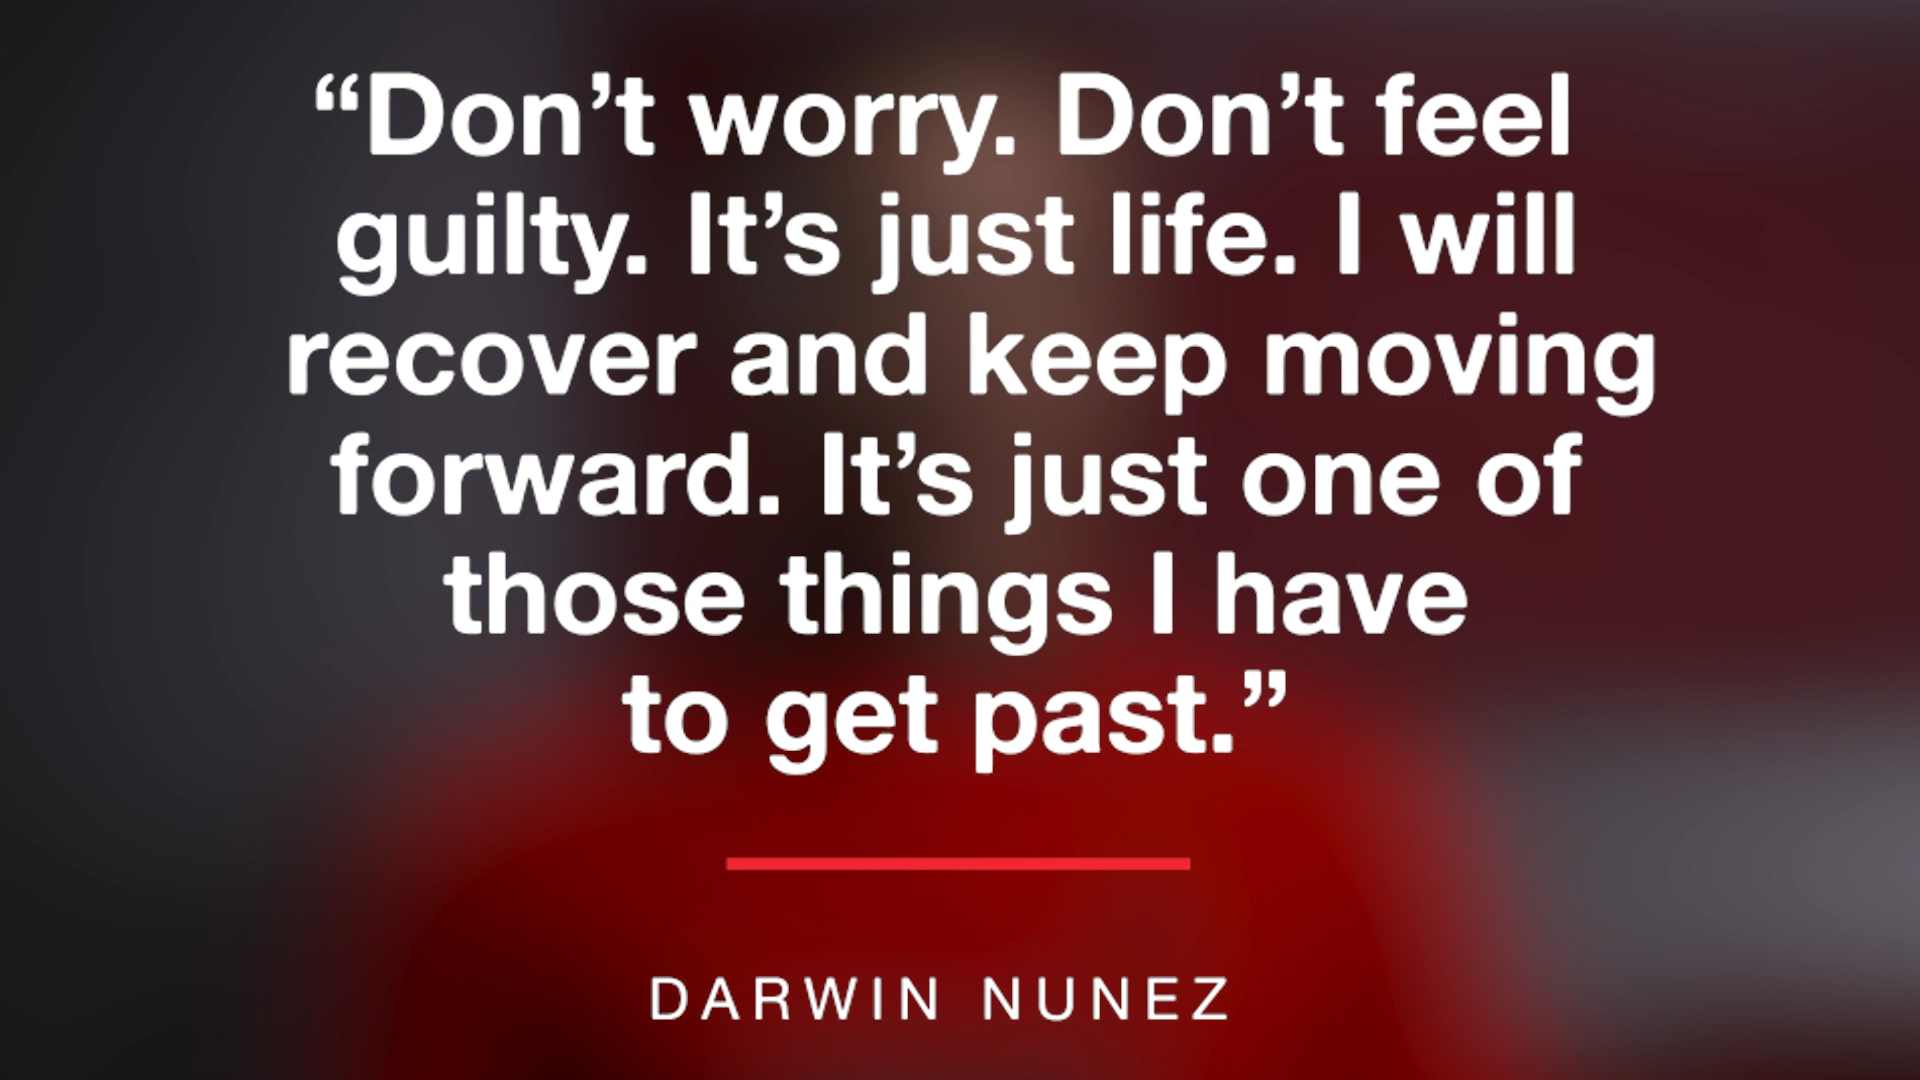 “Don’t worry. Don’t feel
guilty. It’s just life. I will
recover and keep moving
forward. It’s just one of
those things I have
to get past.”
DARWIN NUNEZ